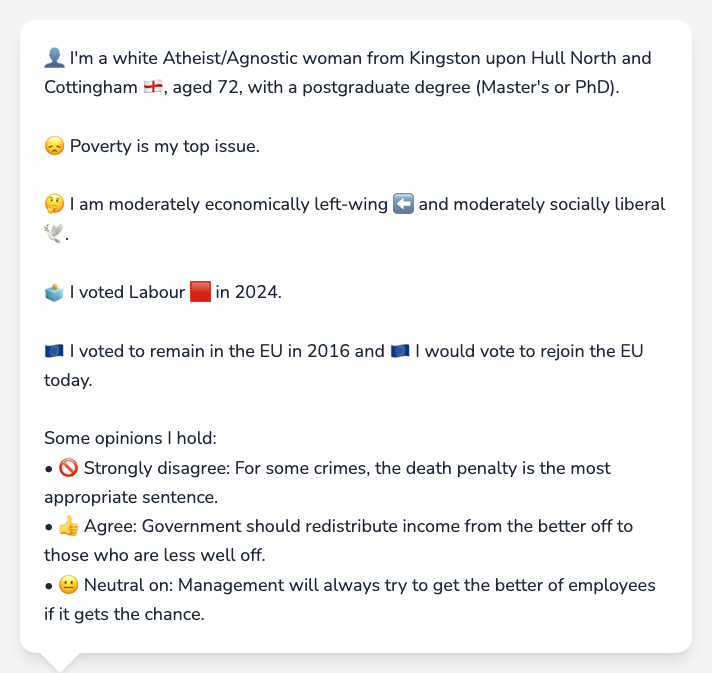 👤 I'm a white Atheist/Agnostic woman from Kingston upon Hull North and
Cottingham 🏴󠁧󠁢󠁥󠁮󠁧󠁿, aged 72, with a postgraduate degree (Master's or PhD).
😞 Poverty is my top issue.
🤔 I am moderately economically left-wing ⬅️ and moderately socially liberal
🕊️.
🗳️ I voted Labour 🟥 in 2024.
🇪🇺 I voted to remain in the EU in 2016 and 🇪🇺 I would vote to rejoin the EU
today.
Some opinions I hold:
• 🚫 Strongly disagree: For some crimes, the death penalty is the most
appropriate sentence.
• 👍 Agree: Government should redistribute income from the better off to
those who are less well off.
• 😐 Neutral on: Management will always try to get the better of employees
if it gets the chance.